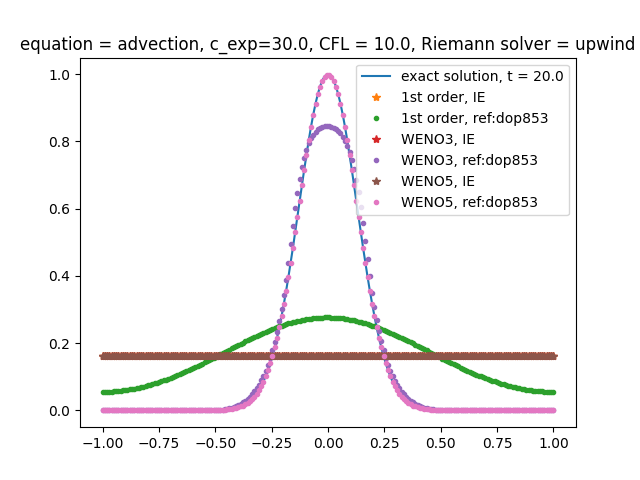 equation = advection, c_exp=30.0, CFL = 10.0, Riemann solver = upwind
exact solution, t = 20.0
1st order, IE
1st order, ref:dop853
WENO3, IE
WENO3, ref:dop853
WENO5, IE
WENO5, ref:dop853
1.0
0.8
0.6
0.4
0.2
0.0
−1.00 −0.75 −0.50 −0.25 0.00 0.25 0.50 0.75 1.00